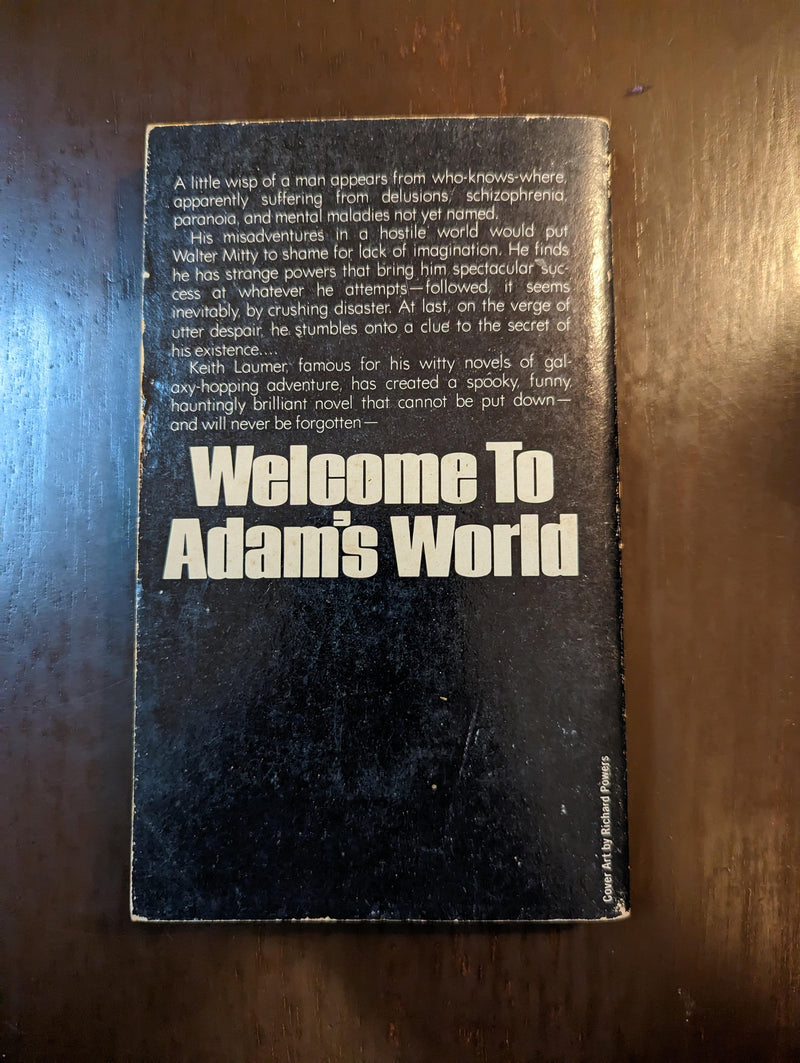 A little wisp of a man appears from who-knows-where,
apparently suffering from delusions, schizophrenia,
paranoia, and mental maladies not yet named.
His misadventures in a hostile world would put
Walter Mitty to shame for lack of imagination. He finds
he has strange powers that bring him spectacular suc-
cess at whatever he attempts—followed, it seems
inevitably, by crushing disaster. At last, on the verge of
utter despair, he stumbles onto a clue to the secret of
his existence....
Keith Laumer, famous for his witty novels of gal-
axy-hopping adventure, has created a spooky, funny,
hauntingly brilliant novel that cannot be put down—
and will never be forgotten—
Welcome To
Adam's World
Cover Art by Richard Powers